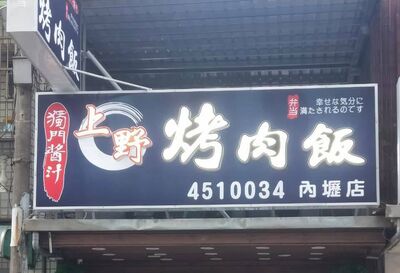 烤肉飯
獨門醬汁
上野
烤肉飯
弁当
幸せな気分に
満たされるのです
4510034 內壢店